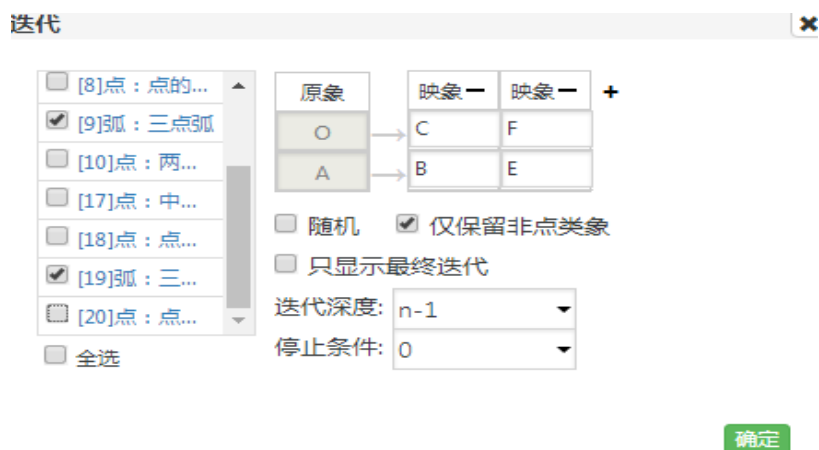 迭代
[8]点：点的...
[9]弧：三点弧
[10]点：两...
[17]点：中...
[18]点：点...
[19]弧：三...
[20]点：点...
全选
原象 映象 映象 +
O C F
A B E
随机 仅保留非点类象
只显示最终迭代
迭代深度: n-1
停止条件: 0
确定